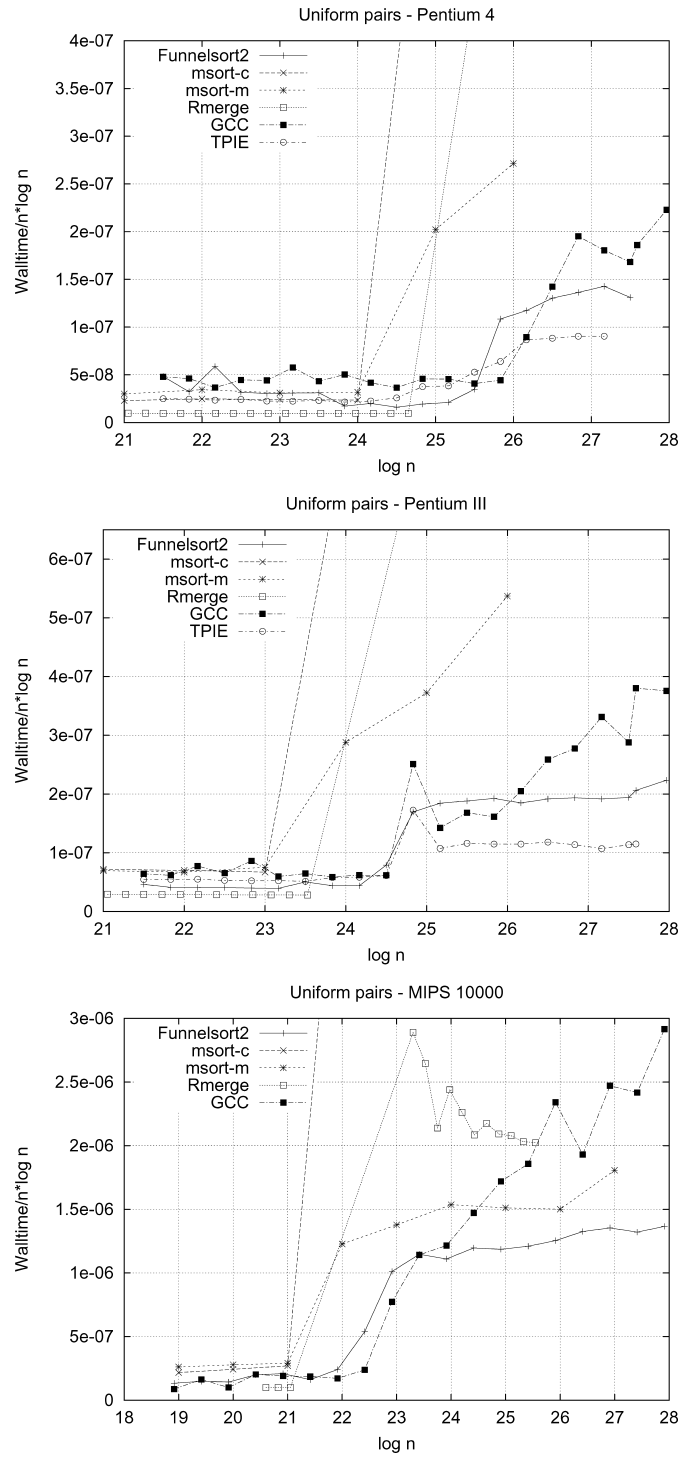 Uniform pairs - Pentium 4
4e-07
3.5e-07
3e-07
2.5e-07
2e-07
1.5e-07
1e-07
5e-08
0
Walltime/n*log n
Funnelsort2
msort-c
msort-m
Rmerge
GCC
TPIE
21 22 23 24 25 26 27 28
log n
Uniform pairs - Pentium III
6e-07
5e-07
4e-07
3e-07
2e-07
1e-07
0
Walltime/n*log n
Funnelsort2
msort-c
msort-m
Rmerge
GCC
TPIE
21 22 23 24 25 26 27 28
log n
Uniform pairs - MIPS 10000
3e-06
2.5e-06
2e-06
1.5e-06
1e-06
5e-07
0
Walltime/n*log n
Funnelsort2
msort-c
msort-m
Rmerge
GCC
18 19 20 21 22 23 24 25 26 27 28
log n